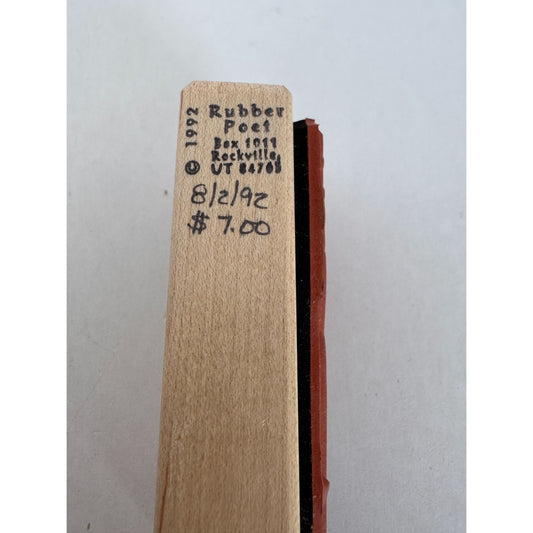 © 1992
Rubber
Poet
Box 1011
Rockville,
UT 84763
8/2/92
$ 7.00